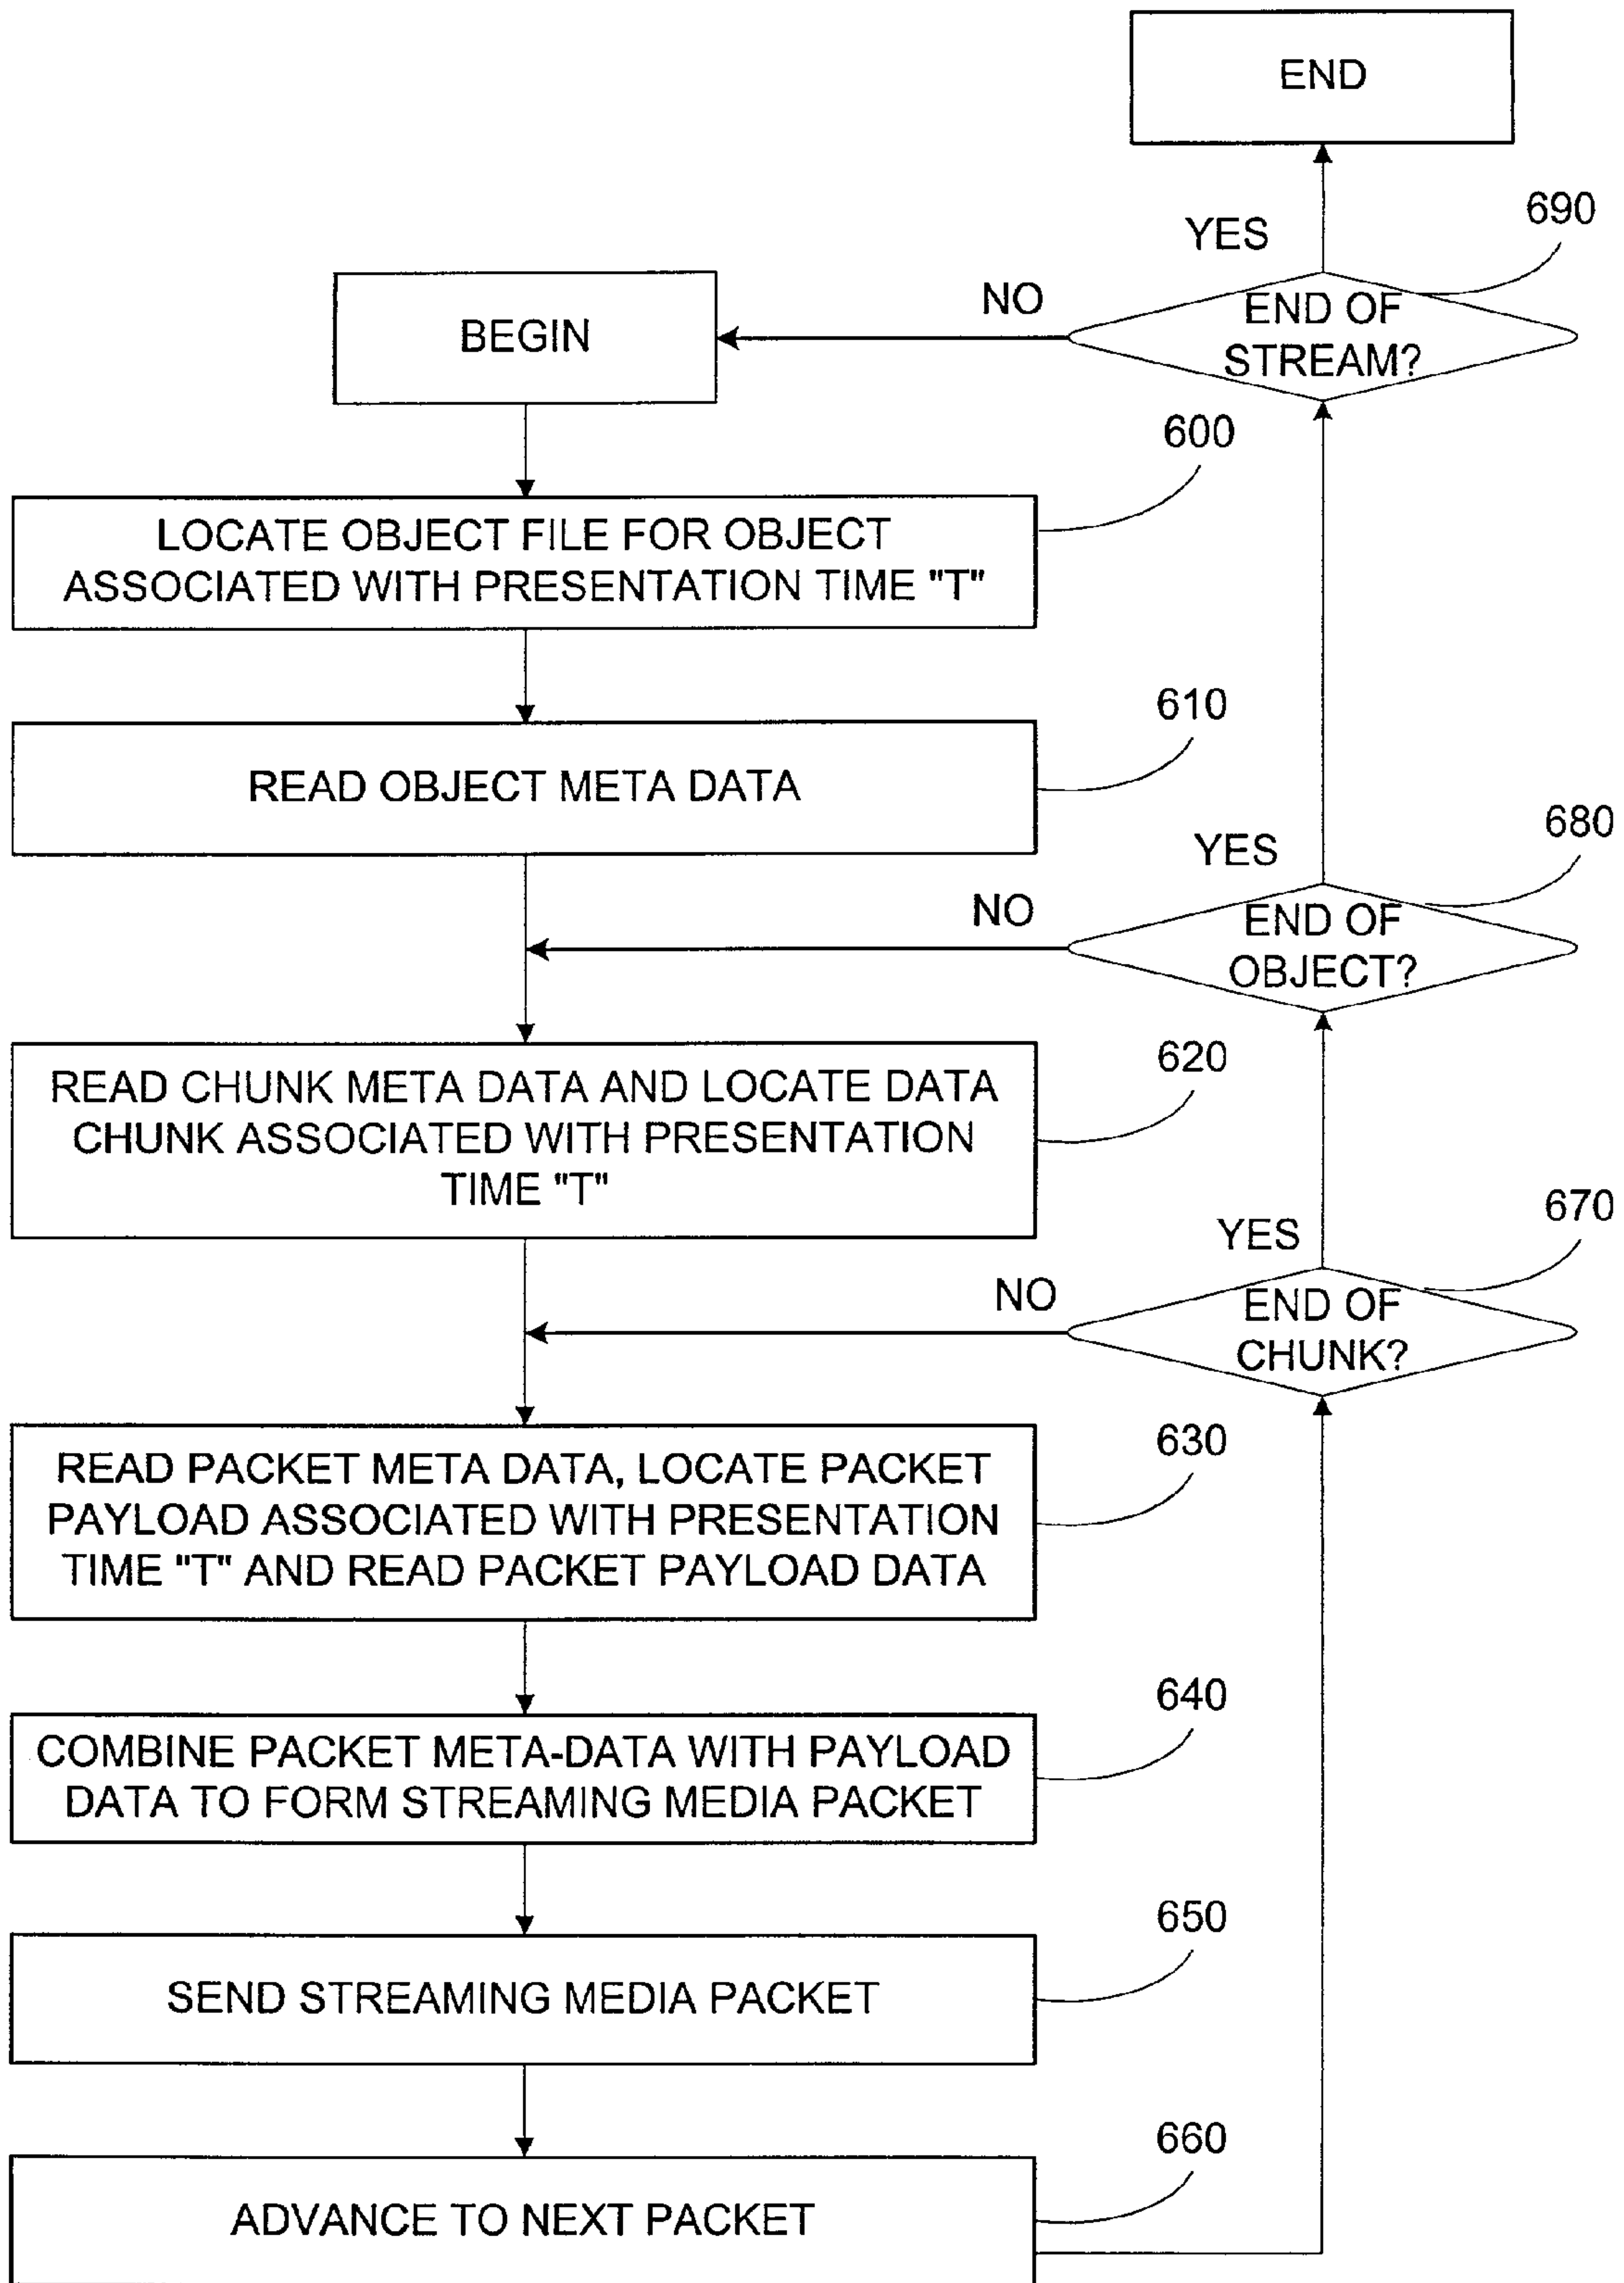 END
YES
690
NO
END OF
STREAM?
BEGIN
600
LOCATE OBJECT FILE FOR OBJECT
ASSOCIATED WITH PRESENTATION TIME "T"
610
READ OBJECT META DATA
YES
680
NO
END OF
OBJECT?
620
READ CHUNK META DATA AND LOCATE DATA
CHUNK ASSOCIATED WITH PRESENTATION
TIME "T"
YES
670
NO
END OF
CHUNK?
630
READ PACKET META DATA, LOCATE PACKET
PAYLOAD ASSOCIATED WITH PRESENTATION
TIME "T" AND READ PACKET PAYLOAD DATA
640
COMBINE PACKET META-DATA WITH PAYLOAD
DATA TO FORM STREAMING MEDIA PACKET
650
SEND STREAMING MEDIA PACKET
660
ADVANCE TO NEXT PACKET